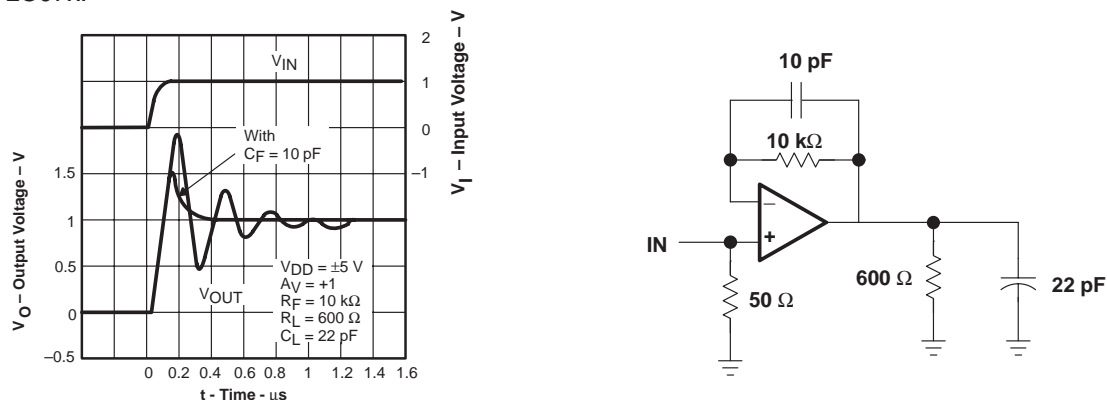 2
1
0
–1
V_I – Input Voltage – V
V_IN
With
C_F = 10 pF
1.5
1
0.5
0
–0.5
V_O – Output Voltage – V
V_OUT
V_DD = ±5 V
A_V = +1
R_F = 10 kΩ
R_L = 600 Ω
C_L = 22 pF
0 0.2 0.4 0.6 0.8 1 1.2 1.4 1.6
t - Time - μs
10 pF
10 kΩ
–
+
IN
50 Ω
600 Ω
22 pF